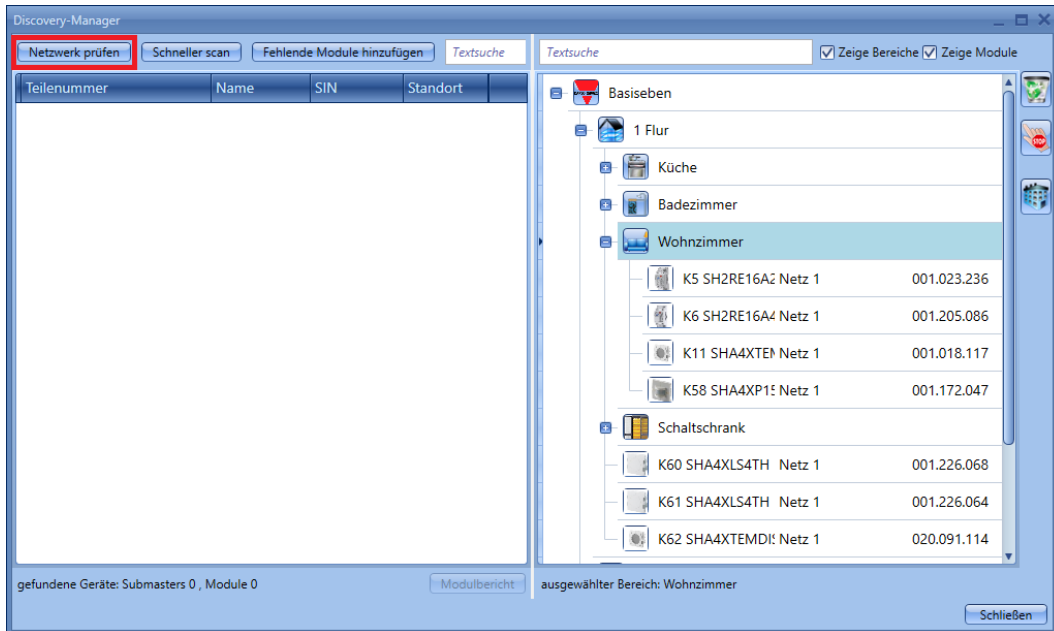 Discovery-Manager
Netzwerk prüfen Schneller scan Fehlende Module hinzufügen Textsuche Textsuche Zeige Bereiche Zeige Module
Teilenummer Name SIN Standort
Basiseben
1 Flur
Küche
Badezimmer
Wohnzimmer
K5 SH2RE16A2 Netz 1 001.023.236
K6 SH2RE16A4 Netz 1 001.205.086
K11 SHA4XTEM Netz 1 001.018.117
K58 SHA4XP15 Netz 1 001.172.047
Schaltschrank
K60 SHA4XLS4TH Netz 1 001.226.068
K61 SHA4XLS4TH Netz 1 001.226.064
K62 SHA4XTEMDIS Netz 1 020.091.114
gefundene Geräte: Submasters 0 , Module 0 Modulbericht ausgewählter Bereich: Wohnzimmer
Schließen